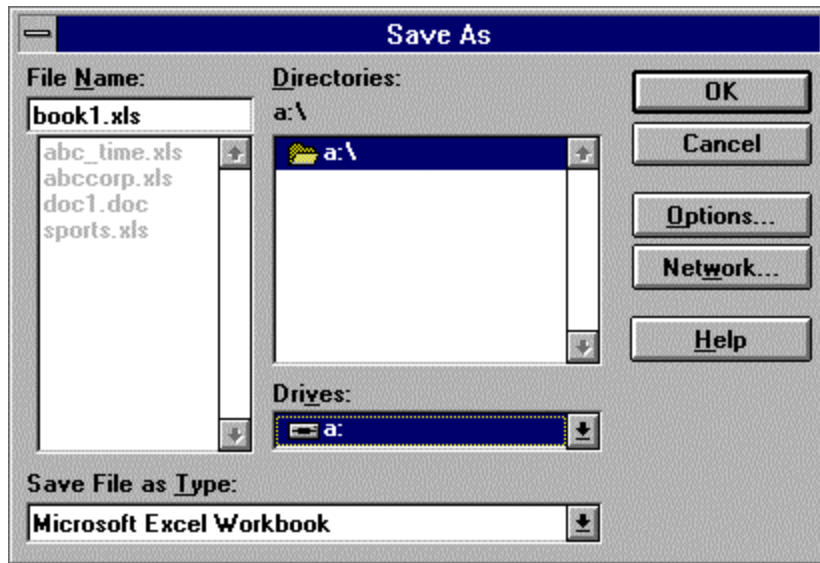 Save As
File Name:
book1.xls
abc_time.xls
abccorp.xls
doc1.doc
sports.xls
Directories:
a:\
a:\
Drives:
a:
Save File as Type:
Microsoft Excel Workbook
OK
Cancel
Options...
Network...
Help